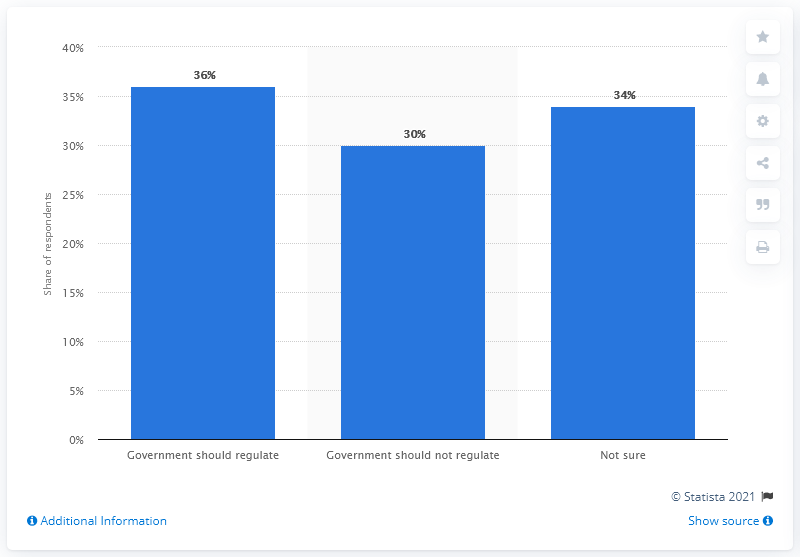 40%
36%
35%
34%
30%
30%
25%
20%
15%
10%
5%
0%
Share of respondents
Government should regulate
Government should not regulate
Not sure
© Statista 2021
Additional Information
Show source